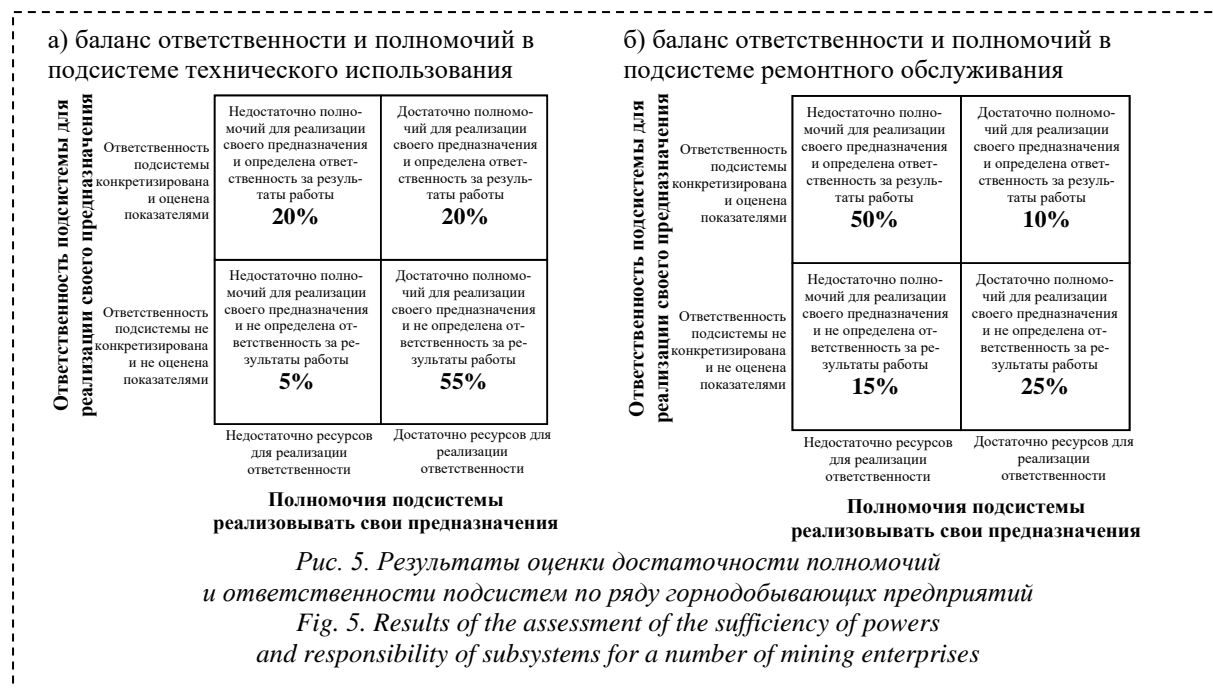 а) баланс ответственности и полномочий в
подсистеме технического использования
Ответственность подсистемы для
реализации своего предназначения
Ответственность
подсистемы
конкретизирована
и оценена
показателями
Недостаточно полно-
мочий для реализации
своего предназначения
и определена ответ-
ственность за резуль-
таты работы
20%
Достаточно полномо-
чий для реализации
своего предназначения
и определена ответ-
ственность за резуль-
таты работы
20%
Ответственность
подсистемы не
конкретизирована
и не оценена
показателями
Недостаточно полно-
мочий для реализации
своего предназначения
и не определена от-
ветственность за ре-
зультаты работы
5%
Достаточно полномо-
чий для реализации
своего предназначения
и не определена от-
ветственность за ре-
зультаты работы
55%
Недостаточно ресурсов
для реализации
ответственности
Достаточно ресурсов для
реализации
ответственности
Полномочия подсистемы
реализовывать свои предназначения
б) баланс ответственности и полномочий в
подсистеме ремонтного обслуживания
Ответственность подсистемы для
реализации своего предназначения
Ответственность
подсистемы
конкретизирована
и оценена
показателями
Недостаточно полно-
мочий для реализации
своего предназначения
и определена ответ-
ственность за резуль-
таты работы
50%
Достаточно полномо-
чий для реализации
своего предназначения
и определена ответ-
ственность за резуль-
таты работы
10%
Ответственность
подсистемы не
конкретизирована
и не оценена
показателями
Недостаточно полно-
мочий для реализации
своего предназначения
и не определена от-
ветственность за ре-
зультаты работы
15%
Достаточно полномо-
чий для реализации
своего предназначения
и не определена от-
ветственность за ре-
зультаты работы
25%
Недостаточно ресурсов
для реализации
ответственности
Достаточно ресурсов для
реализации
ответственности
Полномочия подсистемы
реализовывать свои предназначения
Рис. 5. Результаты оценки достаточности полномочий
и ответственности подсистем по ряду горнодобывающих предприятий
Fig. 5. Results of the assessment of the sufficiency of powers
and responsibility of subsystems for a number of mining enterprises